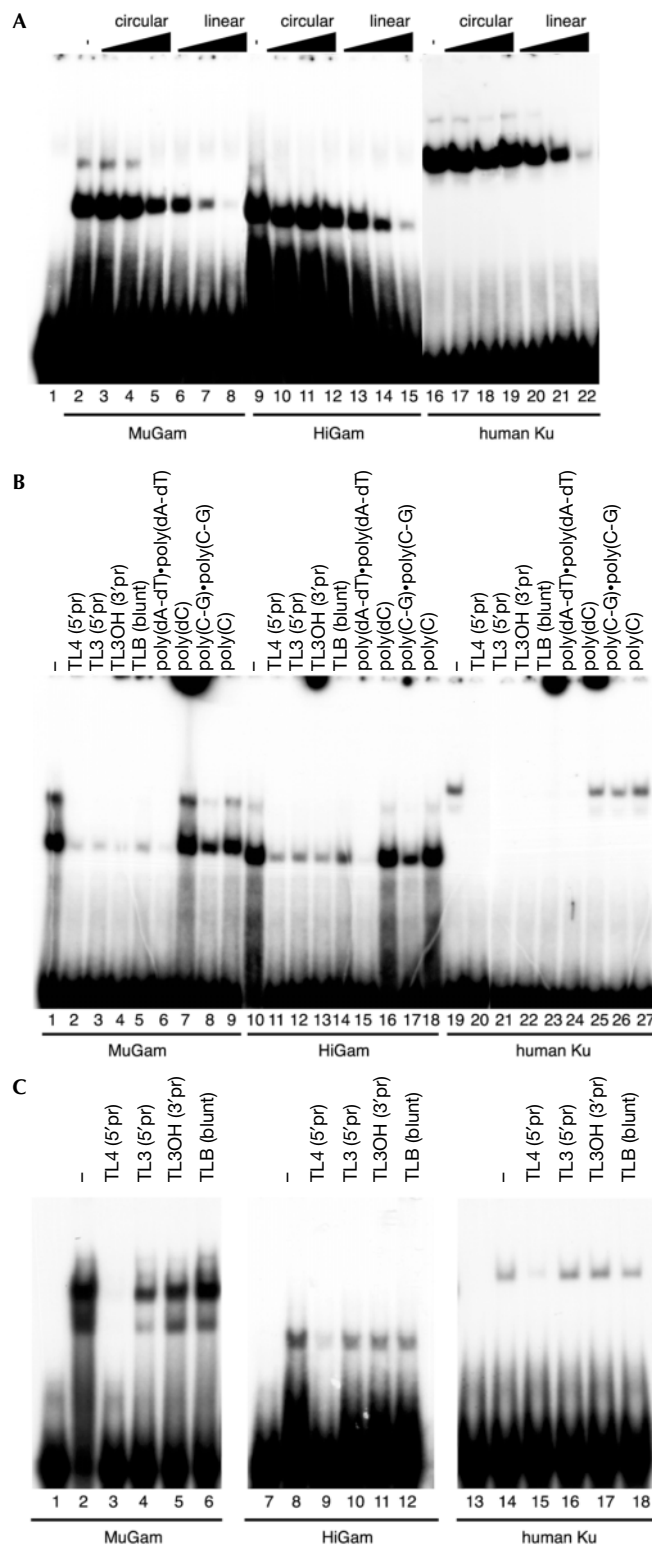 A
- circular linear - circular linear - circular linear
1 2 3 4 5 6 7 8 9 10 11 12 13 14 15 16 17 18 19 20 21 22
MuGam HiGam human Ku
B
– TL4 (5′pr) TL3 (5′pr) TL3OH (3′pr) TLB (blunt) poly(dA-dT)•poly(dA-dT) poly(dC) poly(C-G)•poly(C-G) poly(C) – TL4 (5′pr) TL3 (5′pr) TL3OH (3′pr) TLB (blunt) poly(dA-dT)•poly(dA-dT) poly(dC) poly(C-G)•poly(C-G) poly(C) – TL4 (5′pr) TL3 (5′pr) TL3OH (3′pr) TLB (blunt) poly(dA-dT)•poly(dA-dT) poly(dC) poly(C-G)•poly(C-G) poly(C)
1 2 3 4 5 6 7 8 9 10 11 12 13 14 15 16 17 18 19 20 21 22 23 24 25 26 27
MuGam HiGam human Ku
C
– TL4 (5′pr) TL3 (5′pr) TL3OH (3′pr) TLB (blunt) – TL4 (5′pr) TL3 (5′pr) TL3OH (3′pr) TLB (blunt) – TL4 (5′pr) TL3 (5′pr) TL3OH (3′pr) TLB (blunt)
1 2 3 4 5 6 7 8 9 10 11 12 13 14 15 16 17 18
MuGam HiGam human Ku